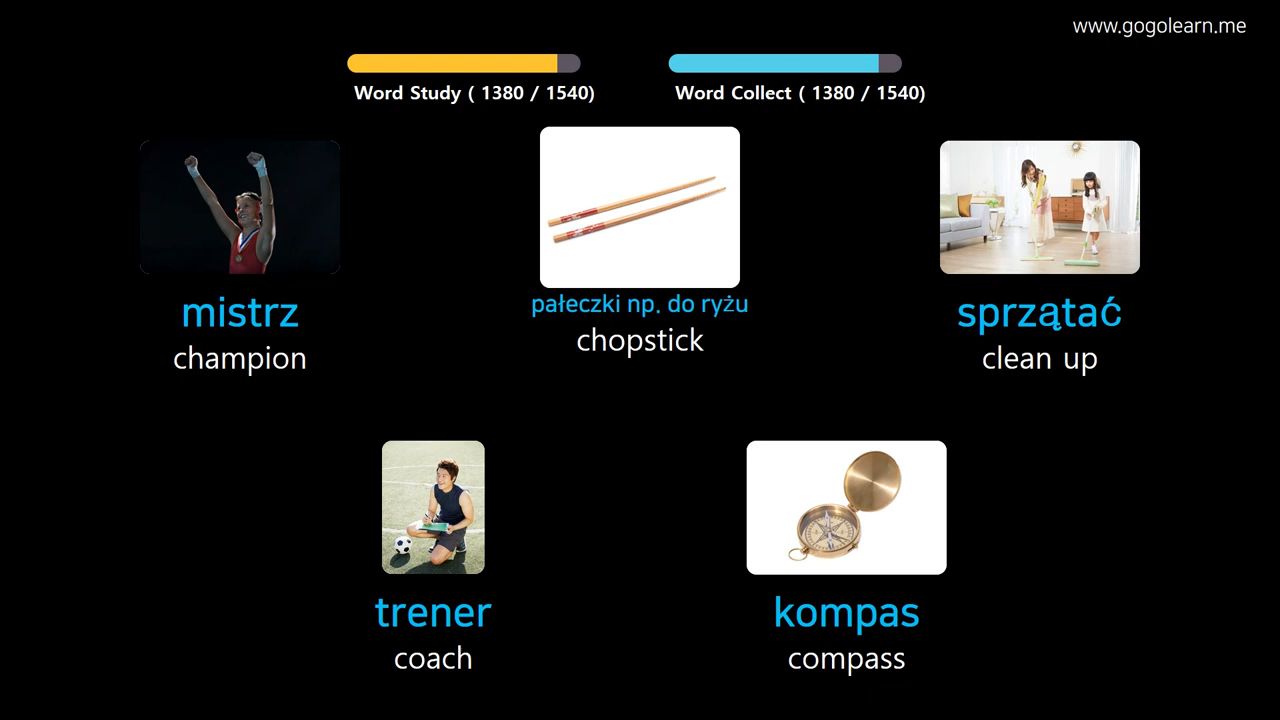 www.gogolearn.me
Word Study ( 1380 / 1540)
Word Collect ( 1380 / 1540)
mistrz
champion
pałeczki np. do ryżu
chopstick
sprzątać
clean up
trener
coach
kompas
compass